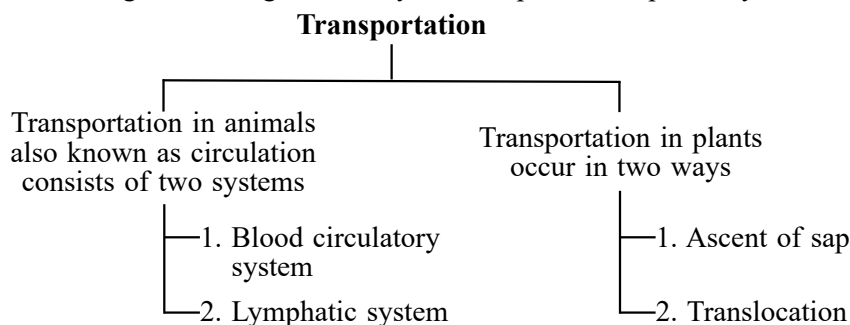 Transportation
Transportation in animals
also known as circulation
consists of two systems
1. Blood circulatory
system
2. Lymphatic system
Transportation in plants
occur in two ways
1. Ascent of sap
2. Translocation